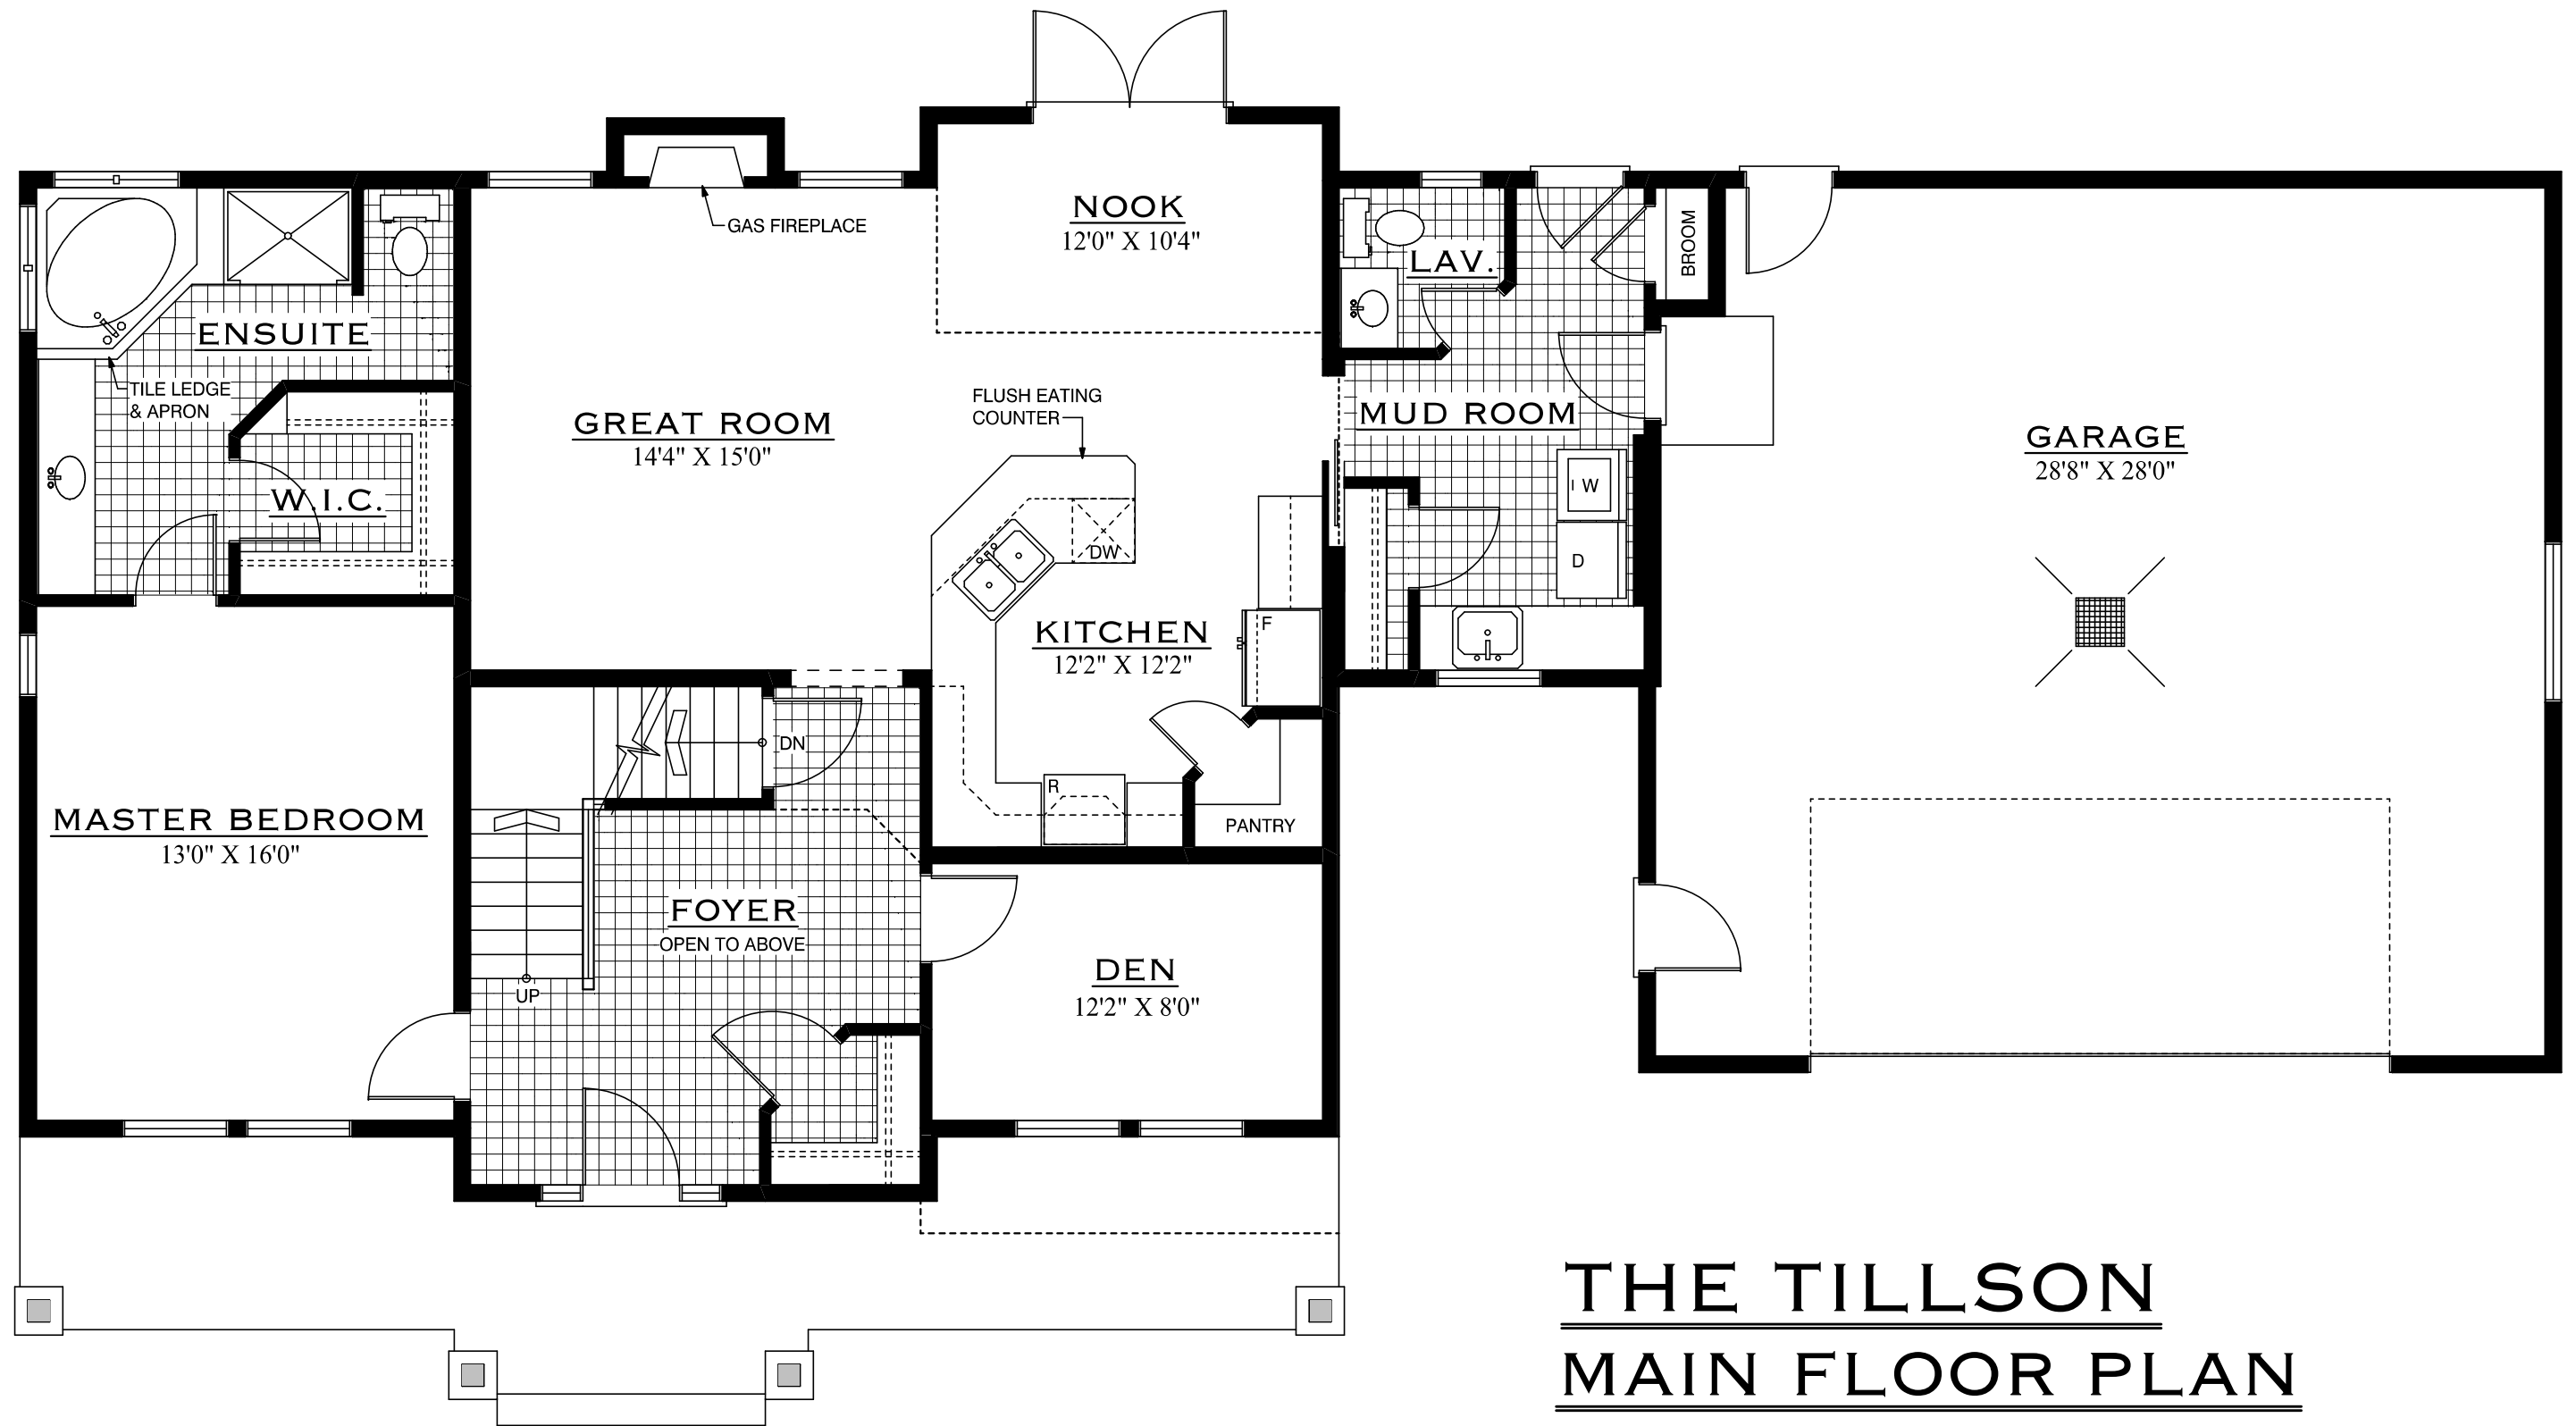 NOOK
12'0" X 10'4"
GAS FIREPLACE
LAV.
BROOM
ENSUITE
TILE LEDGE
& APRON
FLUSH EATING
COUNTER
GREAT ROOM
14'4" X 15'0"
MUD ROOM
GARAGE
28'8" X 28'0"
W.I.C.
W
DW
D
F
KITCHEN
12'2" X 12'2"
DN
R
PANTRY
MASTER BEDROOM
13'0" X 16'0"
FOYER
OPEN TO ABOVE
UP
DEN
12'2" X 8'0"
THE TILLSON
MAIN FLOOR PLAN